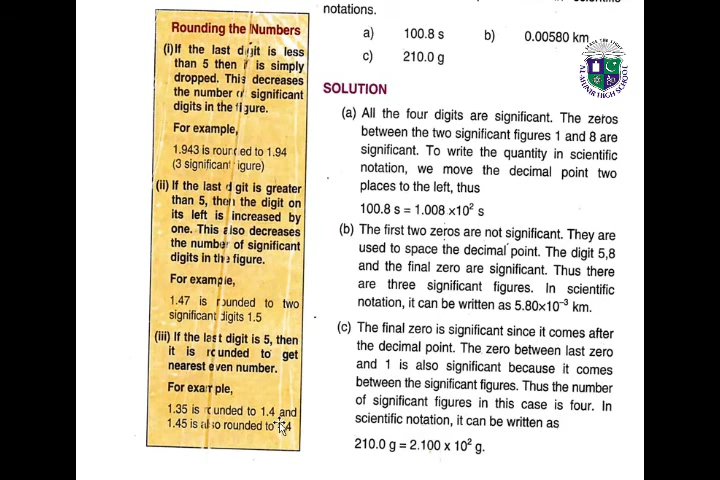 Rounding the Numbers
(i) If the last digit is less
than 5 then it is simply
dropped. This decreases
the number of significant
digits in the figure.
For example,
1.943 is rounded to 1.94
(3 significant figure)
(ii) If the last digit is greater
than 5, then the digit on
its left is increased by
one. This also decreases
the number of significant
digits in the figure.
For example,
1.47 is rounded to two
significant digits 1.5
(iii) If the last digit is 5, then
it is rounded to get
nearest even number.
For example,
1.35 is rounded to 1.4 and
1.45 is also rounded to 1.4
notations.
a) 100.8 s b) 0.00580 km
c) 210.0 g
SOLUTION
(a) All the four digits are significant. The zeros
between the two significant figures 1 and 8 are
significant. To write the quantity in scientific
notation, we move the decimal point two
places to the left, thus
100.8 s = 1.008 ×10² s
(b) The first two zeros are not significant. They are
used to space the decimal point. The digit 5,8
and the final zero are significant. Thus there
are three significant figures. In scientific
notation, it can be written as 5.80×10⁻³ km.
(c) The final zero is significant since it comes after
the decimal point. The zero between last zero
and 1 is also significant because it comes
between the significant figures. Thus the number
of significant figures in this case is four. In
scientific notation, it can be written as
210.0 g = 2.100 x 10² g.
AL-MUNIR HIGH SCHOOL